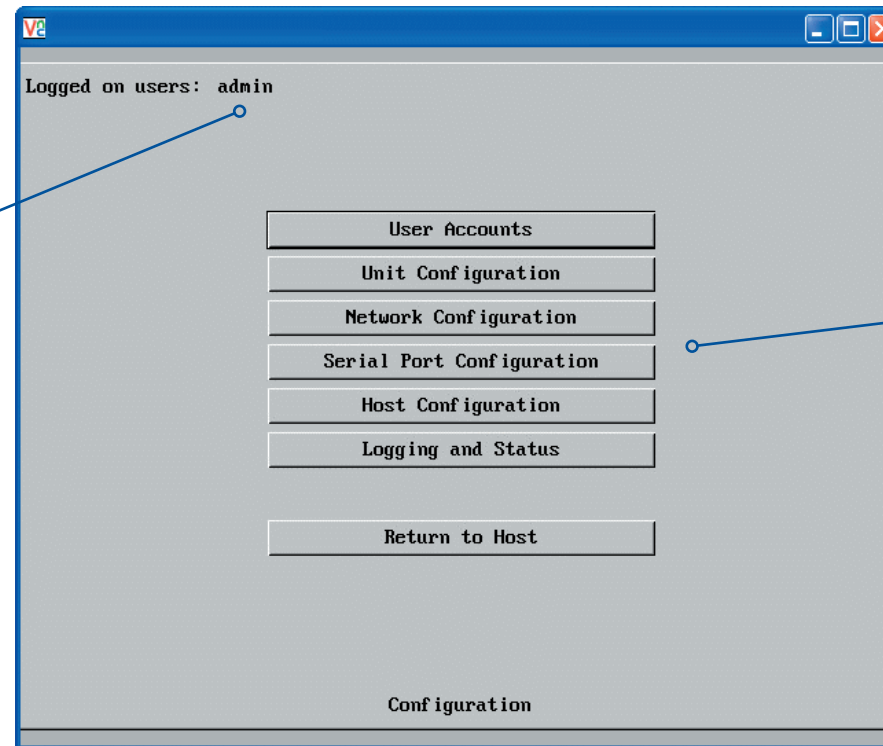 VNC
Logged on users: admin
User Accounts
Unit Configuration
Network Configuration
Serial Port Configuration
Host Configuration
Logging and Status
Return to Host
Configuration